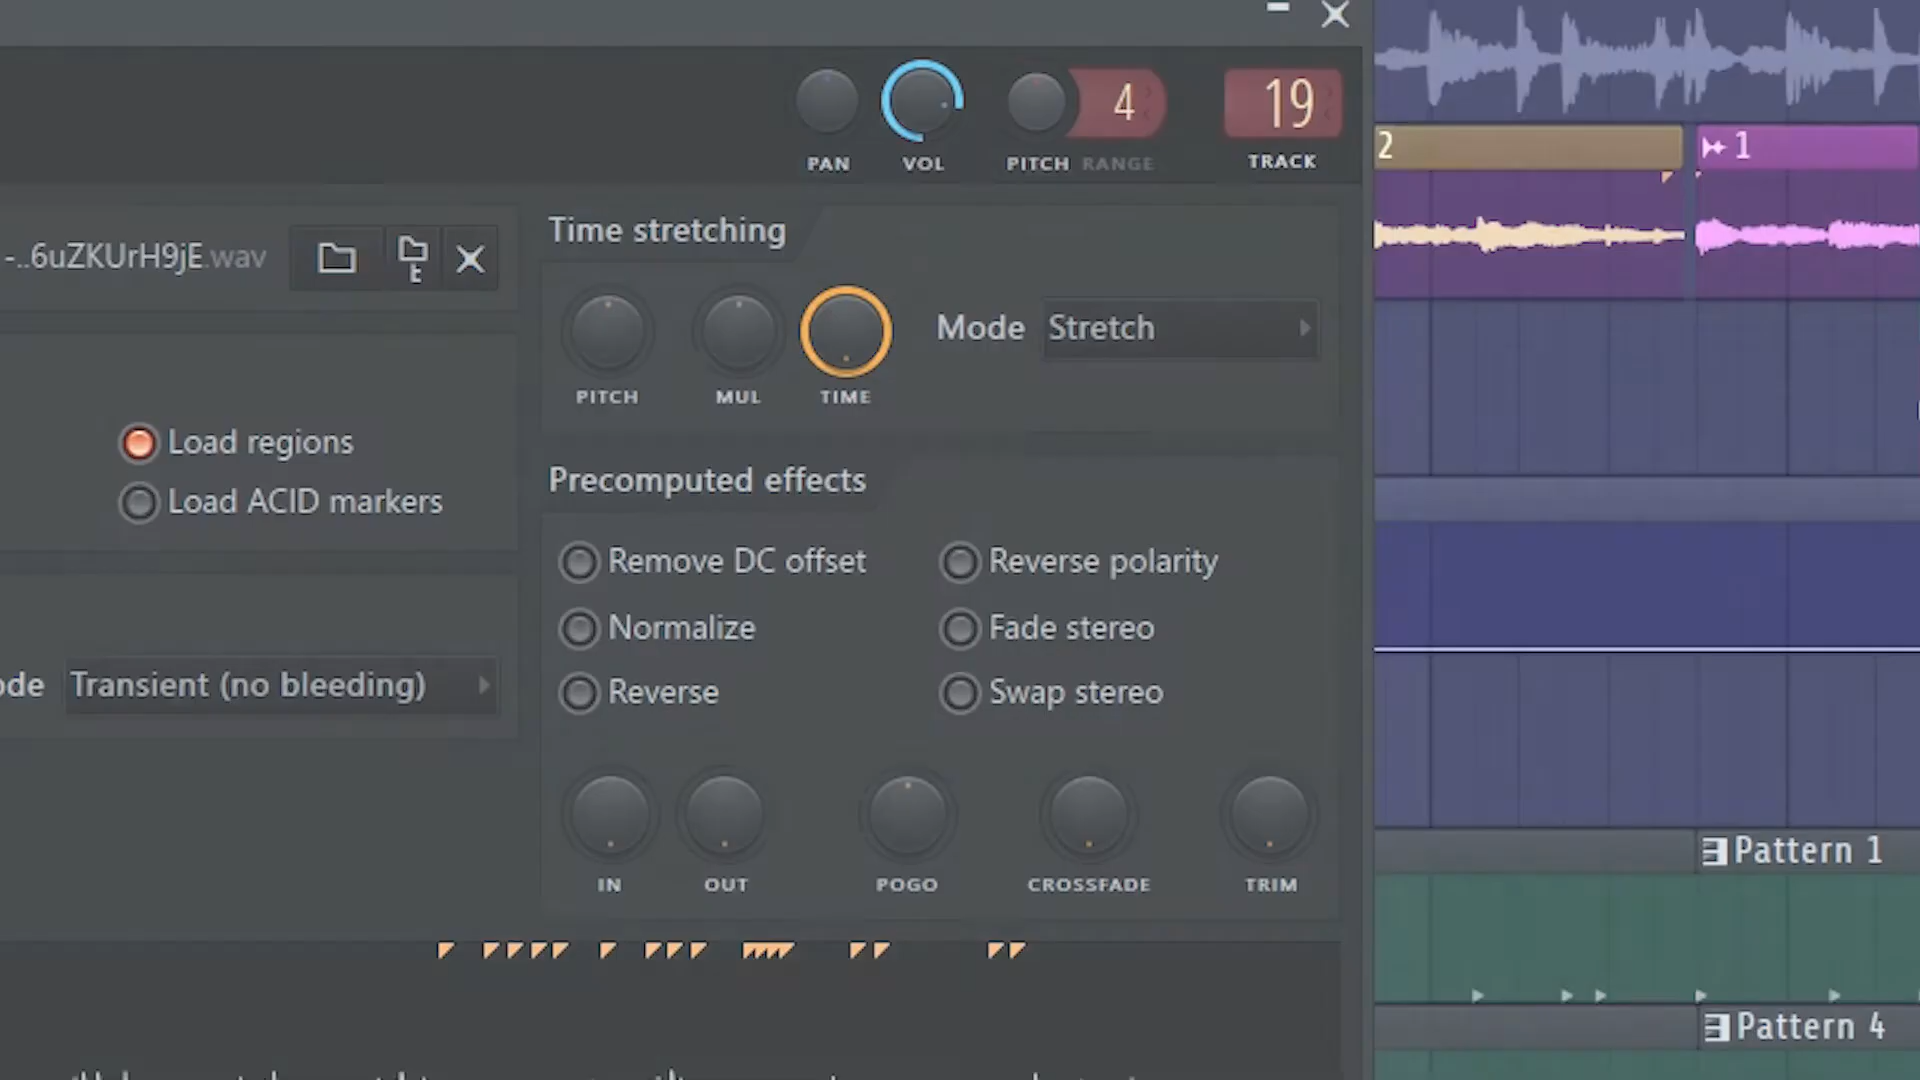 4
19
PAN
VOL
PITCH RANGE
TRACK
2
1
-..6uZKUrH9jE.wav
Time stretching
PITCH
MUL
TIME
Mode Stretch
Load regions
Load ACID markers
Precomputed effects
Remove DC offset
Reverse polarity
Normalize
Fade stereo
Reverse
Swap stereo
ode Transient (no bleeding)
IN
OUT
POGO
CROSSFADE
TRIM
Pattern 1
Pattern 4